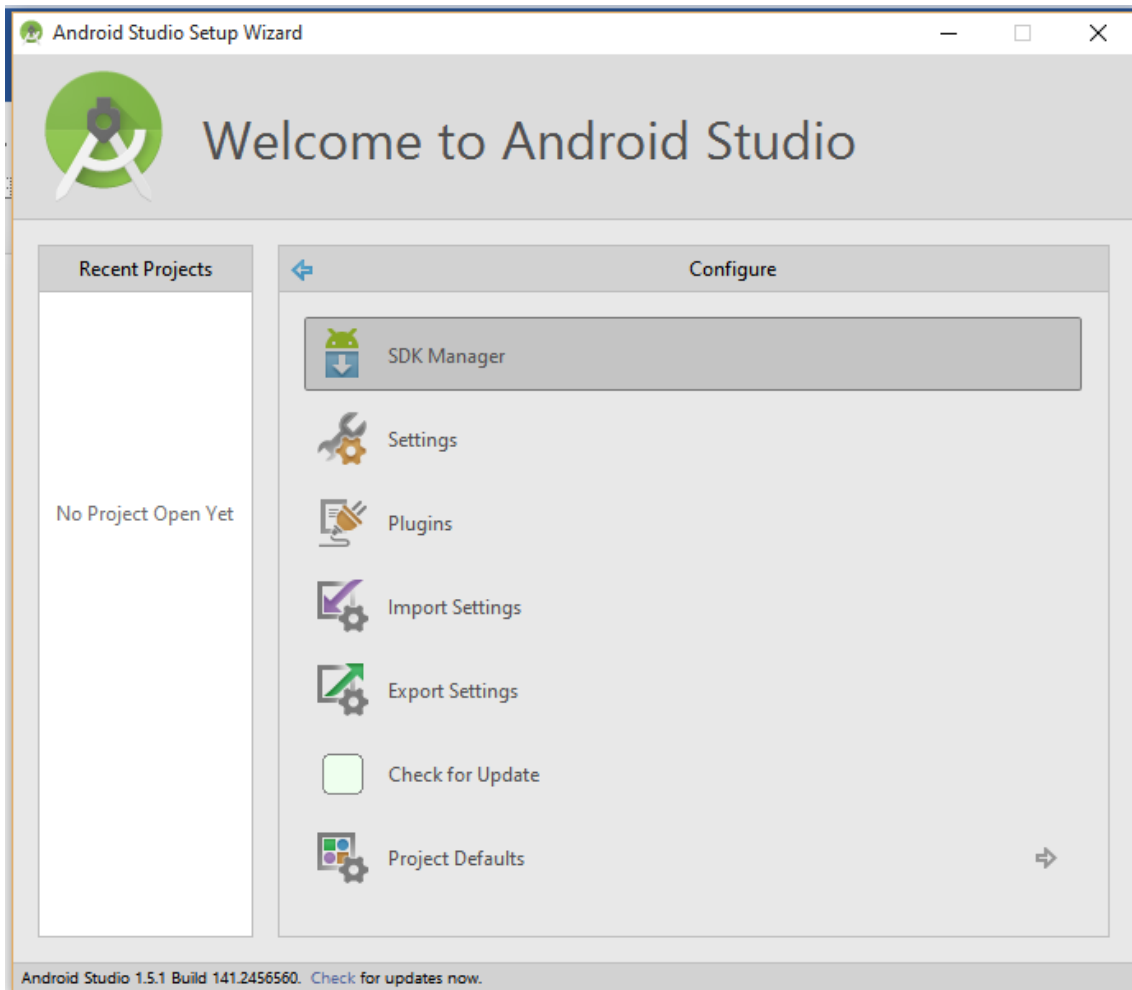 Android Studio Setup Wizard
Welcome to Android Studio
Recent Projects
Configure
No Project Open Yet
SDK Manager
Settings
Plugins
Import Settings
Export Settings
Check for Update
Project Defaults
Android Studio 1.5.1 Build 141.2456560. Check for updates now.